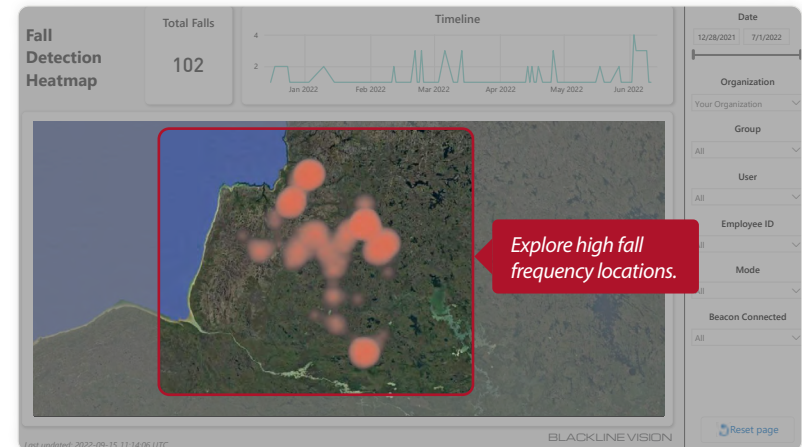 Fall
Detection
Heatmap
Total Falls
102
Timeline
4
2
Jan 2022 Feb 2022 Mar 2022 Apr 2022 May 2022 Jun 2022
Date
12/28/2021 7/1/2022
Organization
Your Organization
Group
All
User
All
Employee ID
Mode
Beacon Connected
All
Explore high fall
frequency locations.
Reset page
BLACKLINE VISION
Last updated: 2022-09-15 11:14:06 UTC